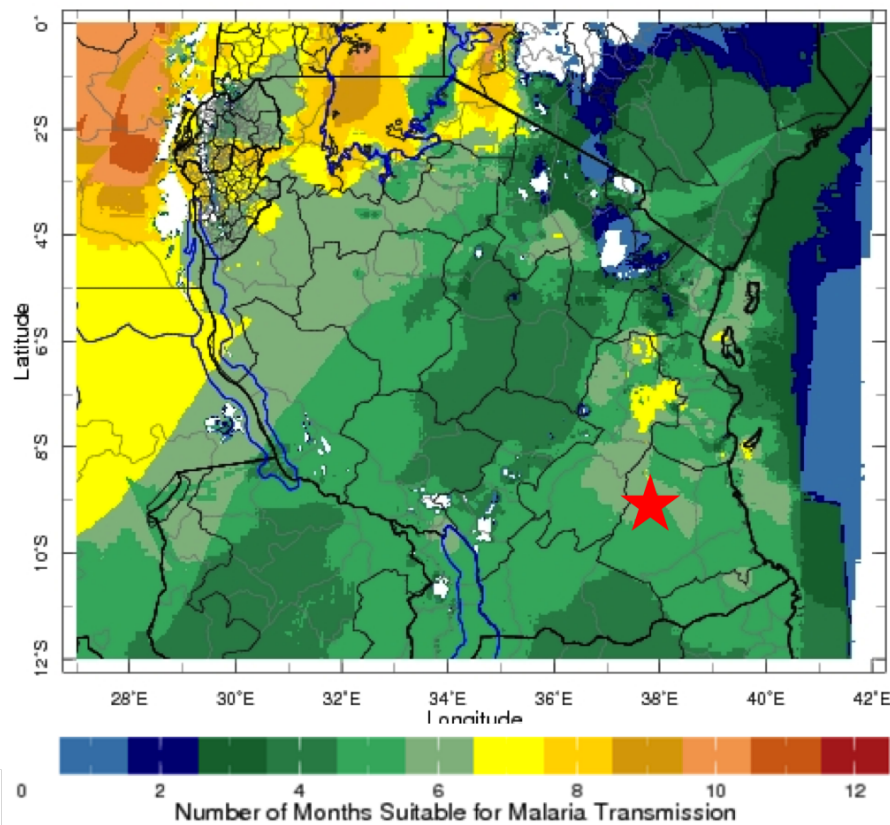 0°
2°S
4°S
6°S
8°S
10°S
12°S
Latitude
28°E 30°E 32°E 34°E 36°E 38°E 40°E 42°E
Longitude
0 2 4 6 8 10 12
Number of Months Suitable for Malaria Transmission